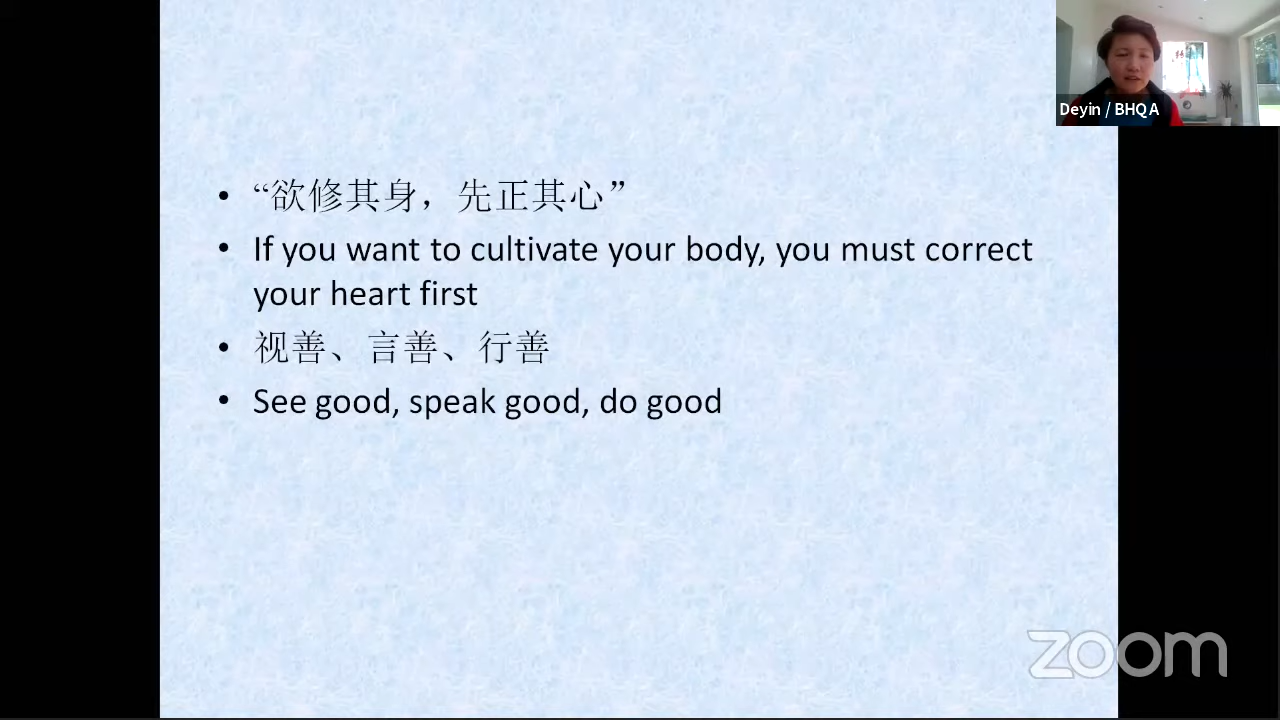 Deyin / BHQA
• “欲修其身，先正其心”
• If you want to cultivate your body, you must correct
your heart first
• 视善、言善、行善
• See good, speak good, do good
zoom